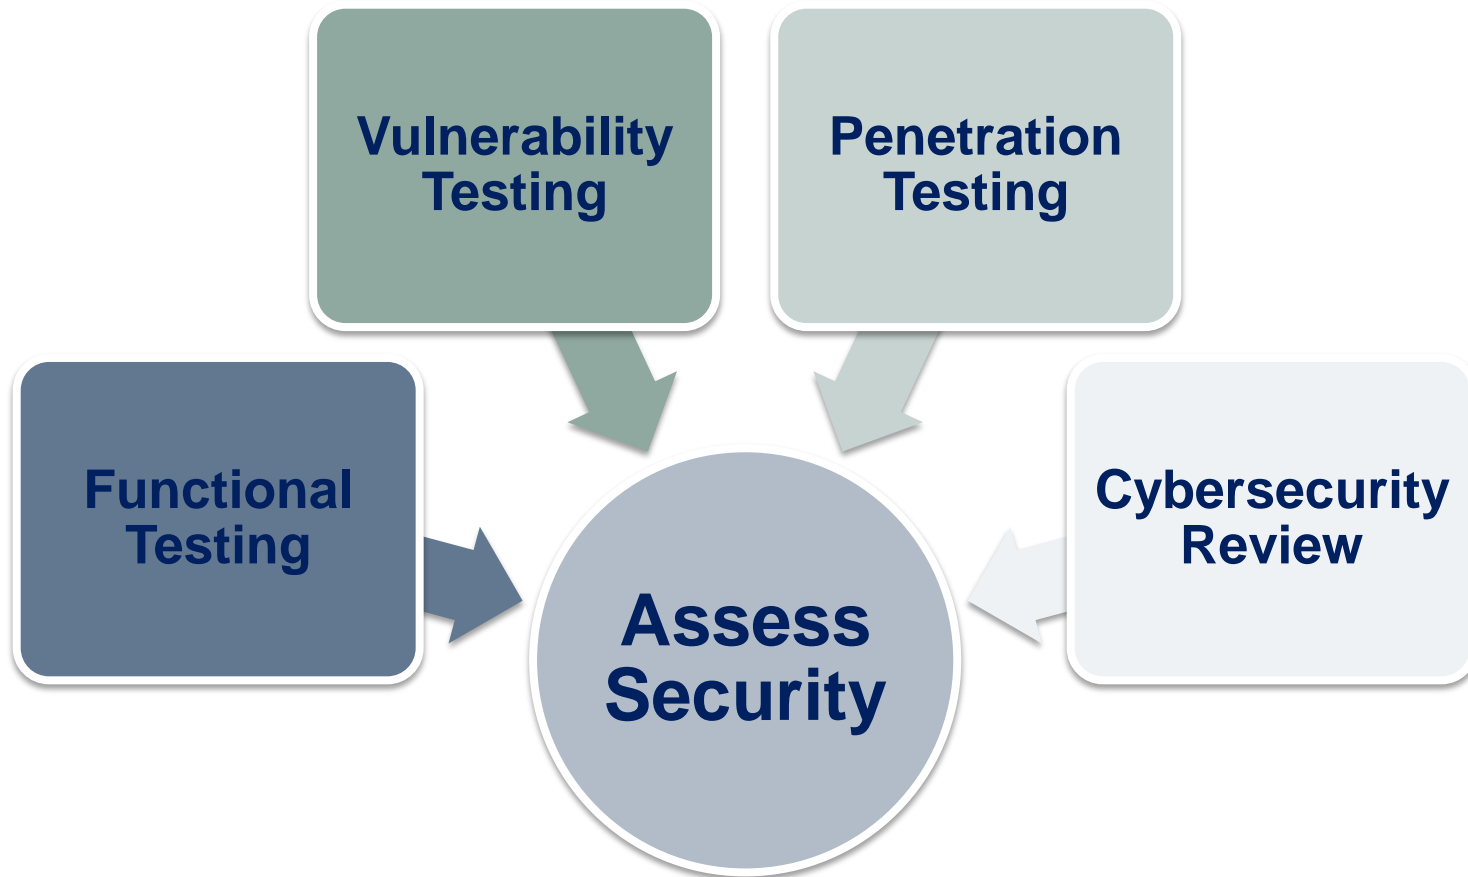 Vulnerability
Testing
Penetration
Testing
Functional
Testing
Cybersecurity
Review
Assess
Security